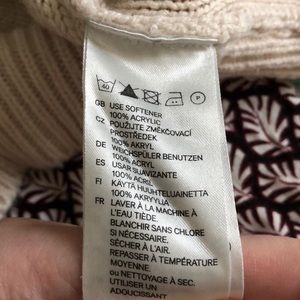 40 P
GB USE SOFTENER
100% ACRYLIC
CZ POUŽIJTE ZMĚKČOVACÍ
PROSTŘEDEK
100% AKRYL
DE WEICHSPÜLER BENUTZEN
100% ACRYL
ES USAR SUAVIZANTE
100% ACRÍL
FI KÄYTÄ HUUHTELUAINETTA
100% AKRYYLIA
FR LAVER À LA MACHINE À
L'EAU TIÈDE.
BLANCHIR SANS CHLORE
SI NÉCESSAIRE.
SÉCHER À L'AIR.
REPASSER À TEMPÉRATURE
MOYENNE.
OU NETTOYAGE À SEC.
UTILISER UN
ADOUCISSANT